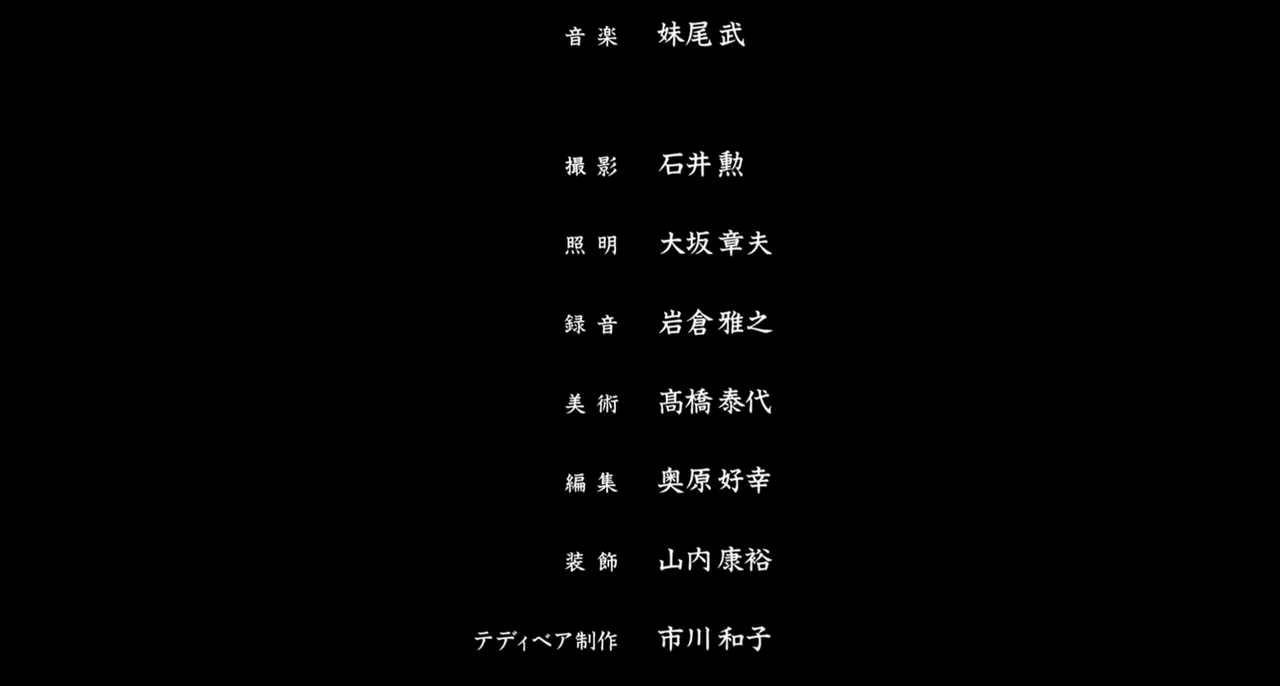 音楽 妹尾武
撮影 石井勲
照明 大坂章夫
録音 岩倉雅之
美術 髙橋泰代
編集 奥原好幸
装飾 山内康裕
テディベア制作 市川和子